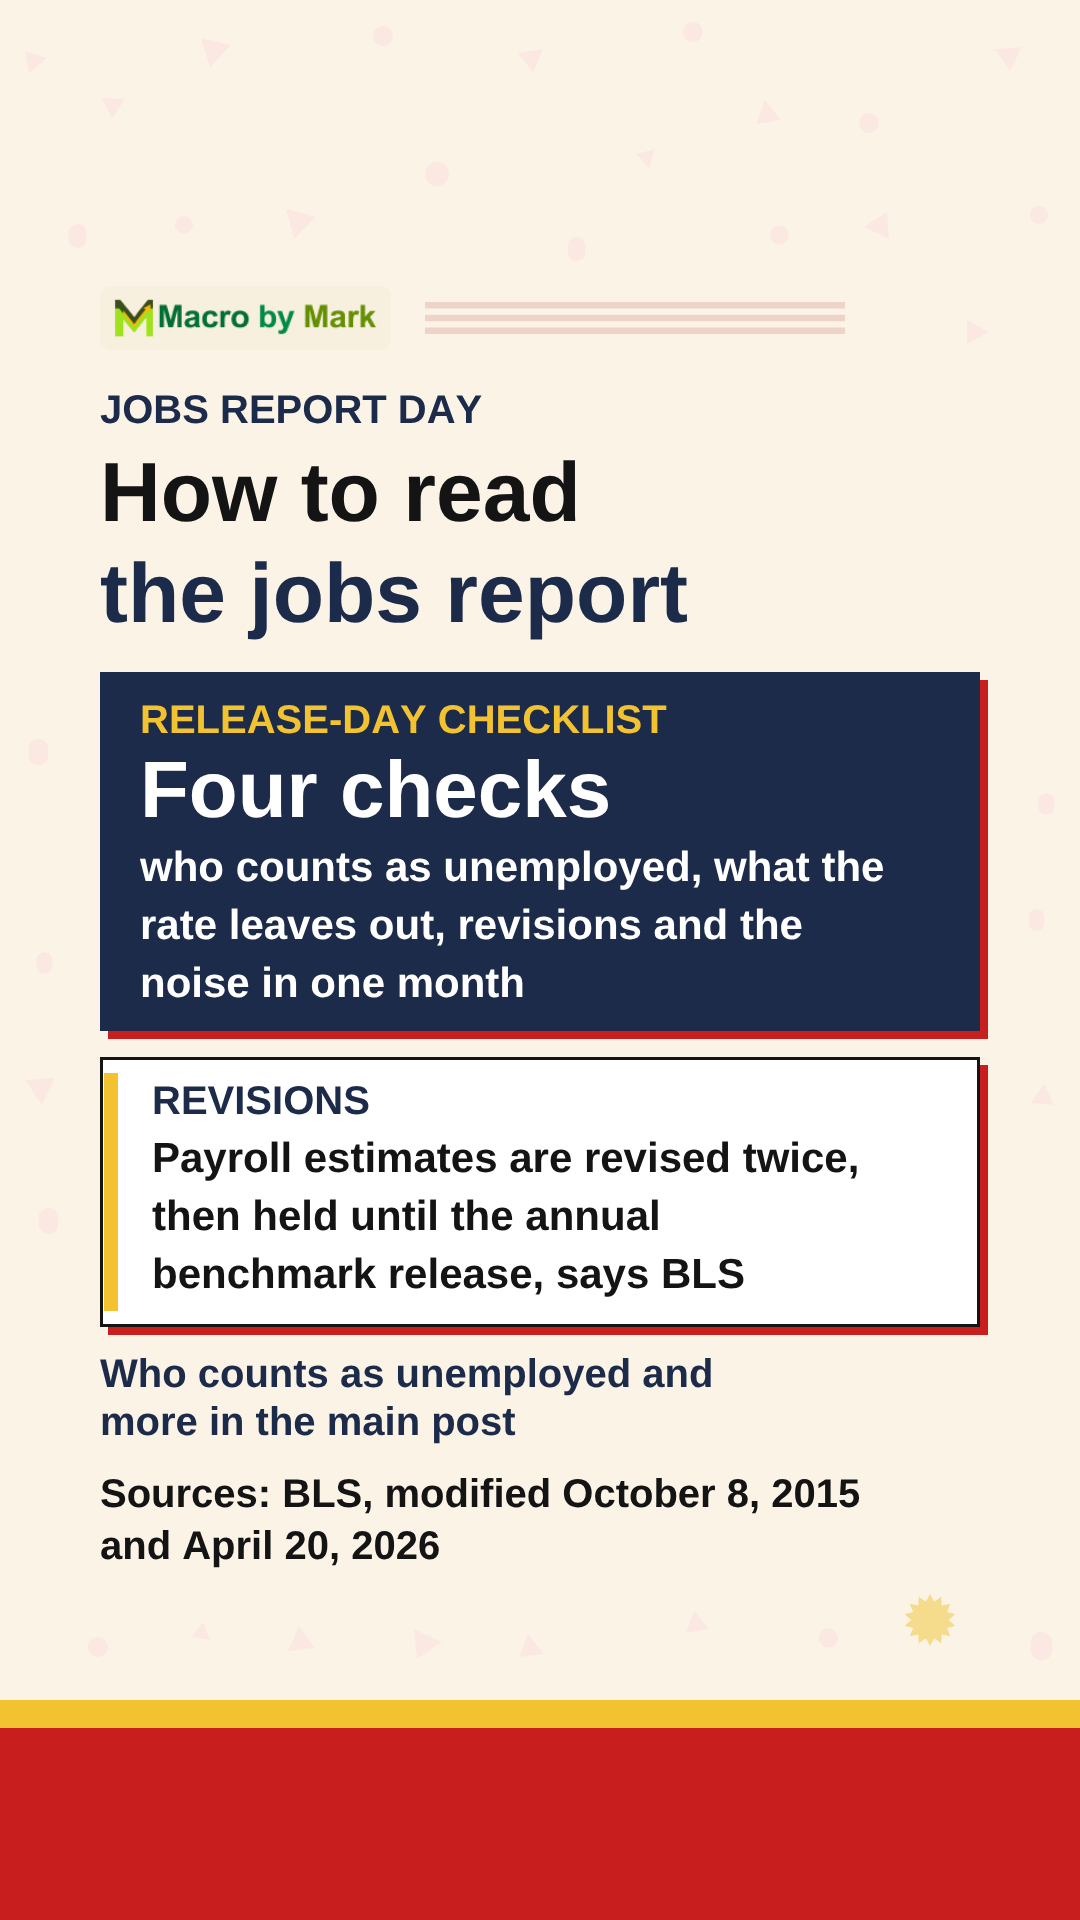 Macro by Mark
JOBS REPORT DAY
How to read
the jobs report
RELEASE-DAY CHECKLIST
Four checks
who counts as unemployed, what the
rate leaves out, revisions and the
noise in one month
REVISIONS
Payroll estimates are revised twice,
then held until the annual
benchmark release, says BLS
Who counts as unemployed and
more in the main post
Sources: BLS, modified October 8, 2015
and April 20, 2026